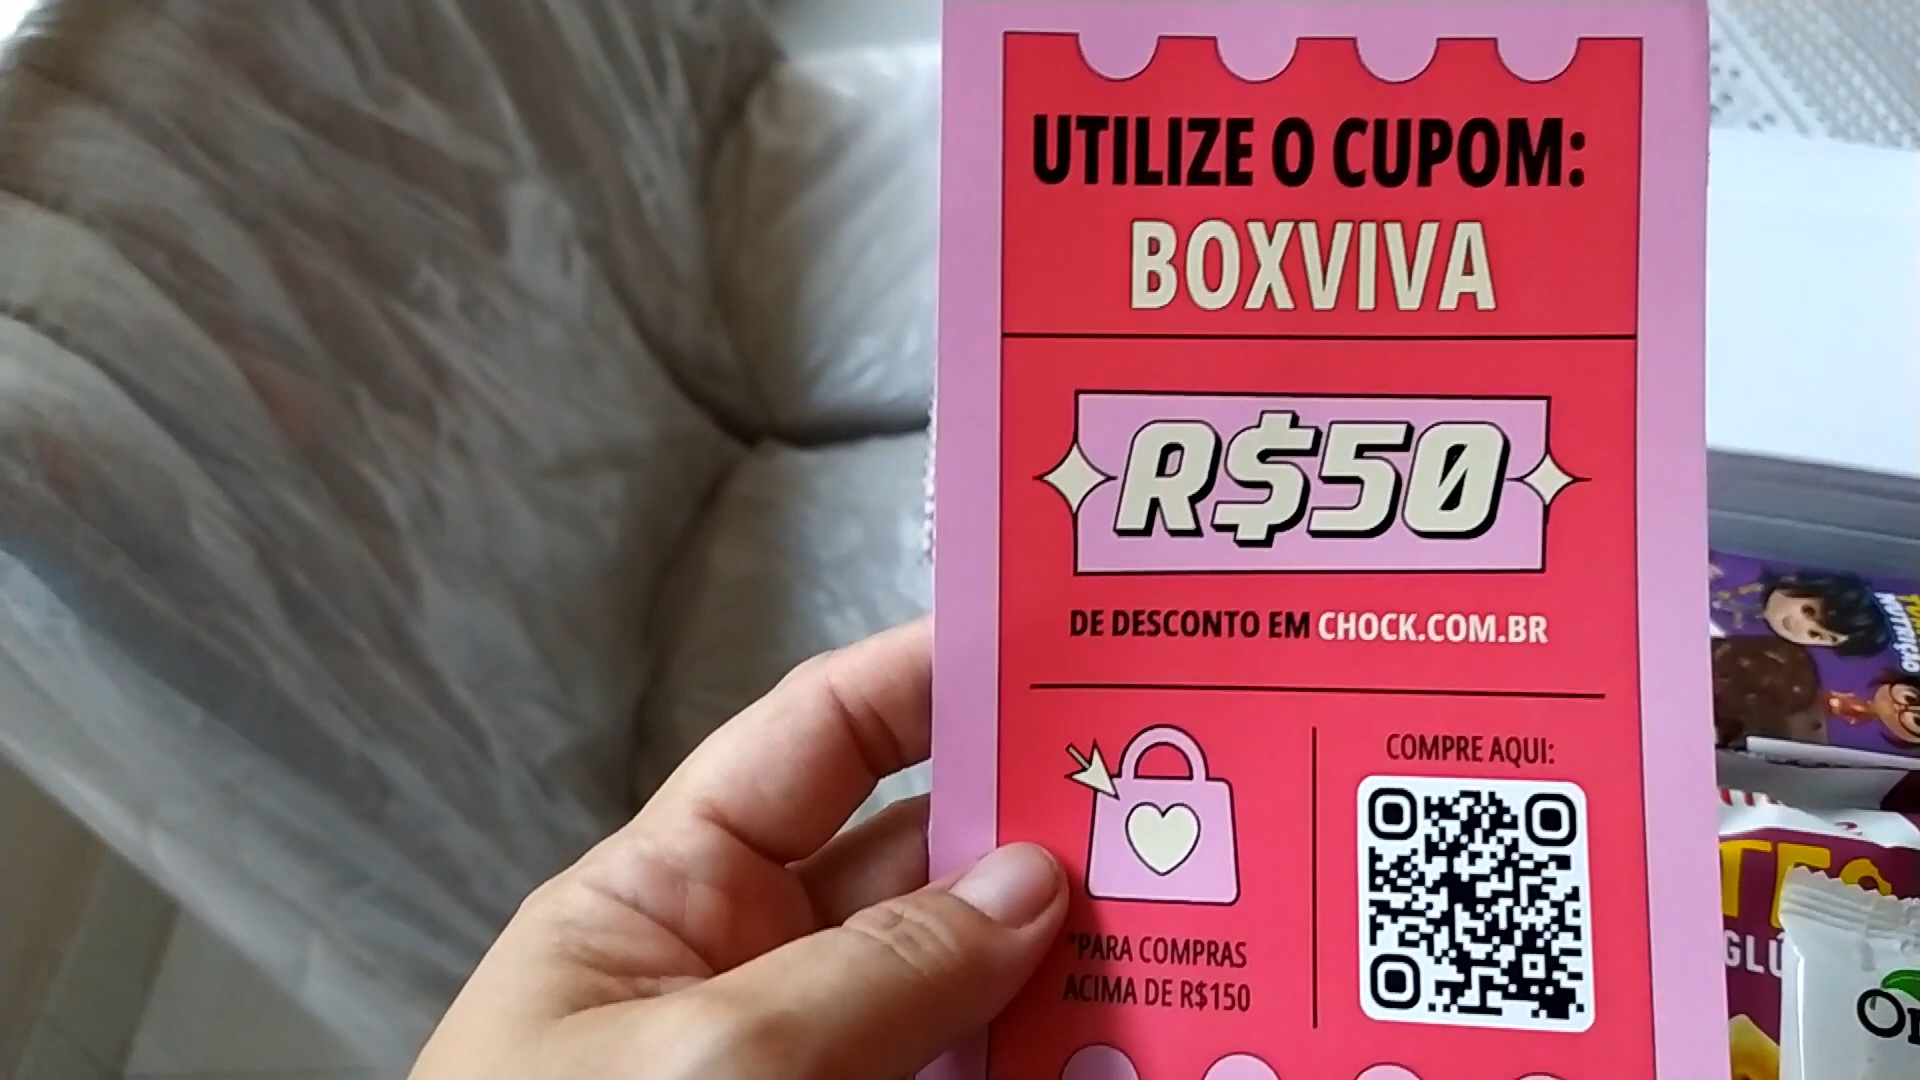 UTILIZE O CUPOM:
BOXVIVA
R$50
DE DESCONTO EM CHOCK.COM.BR
COMPRE AQUI:
*PARA COMPRAS
ACIMA DE R$150